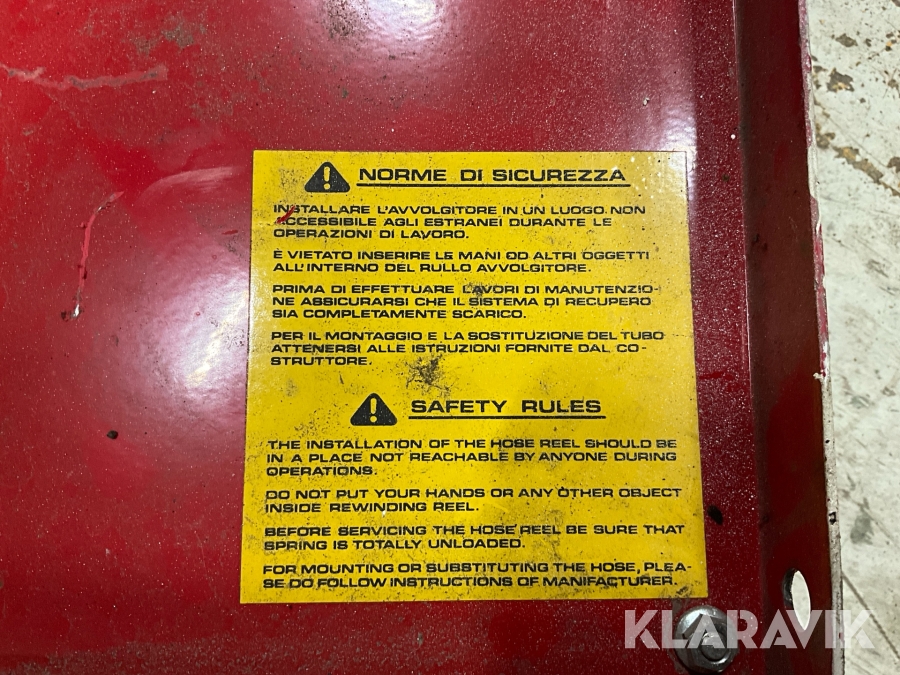 NORME DI SICUREZZA
INSTALLARE L'AVVOLGITORE IN UN LUOGO NON
ACCESSIBILE AGLI ESTRANEI DURANTE LE
OPERAZIONI DI LAVORO.
È VIETATO INSERIRE LE MANI OD ALTRI OGGETTI
ALL'INTERNO DEL RULLO AVVOLGITORE.
PRIMA DI EFFETTUARE LAVORI DI MANUTENZIO-
NE ASSICURARSI CHE IL SISTEMA DI RECUPERO
SIA COMPLETAMENTE SCARICO.
PER IL MONTAGGIO E LA SOSTITUZIONE DEL TUBO
ATTENERSI ALLE ISTRUZIONI FORNITE DAL CO-
STRUTTORE.
SAFETY RULES
THE INSTALLATION OF THE HOSE REEL SHOULD BE
IN A PLACE NOT REACHABLE BY ANYONE DURING
OPERATIONS.
DO NOT PUT YOUR HANDS OR ANY OTHER OBJECT
INSIDE REWINDING REEL.
BEFORE SERVICING THE HOSE REEL BE SURE THAT
SPRING IS TOTALLY UNLOADED.
FOR MOUNTING OR SUBSTITUTING THE HOSE, PLEA-
SE DO FOLLOW INSTRUCTIONS OF MANIFACTURER.
KLARAVIK